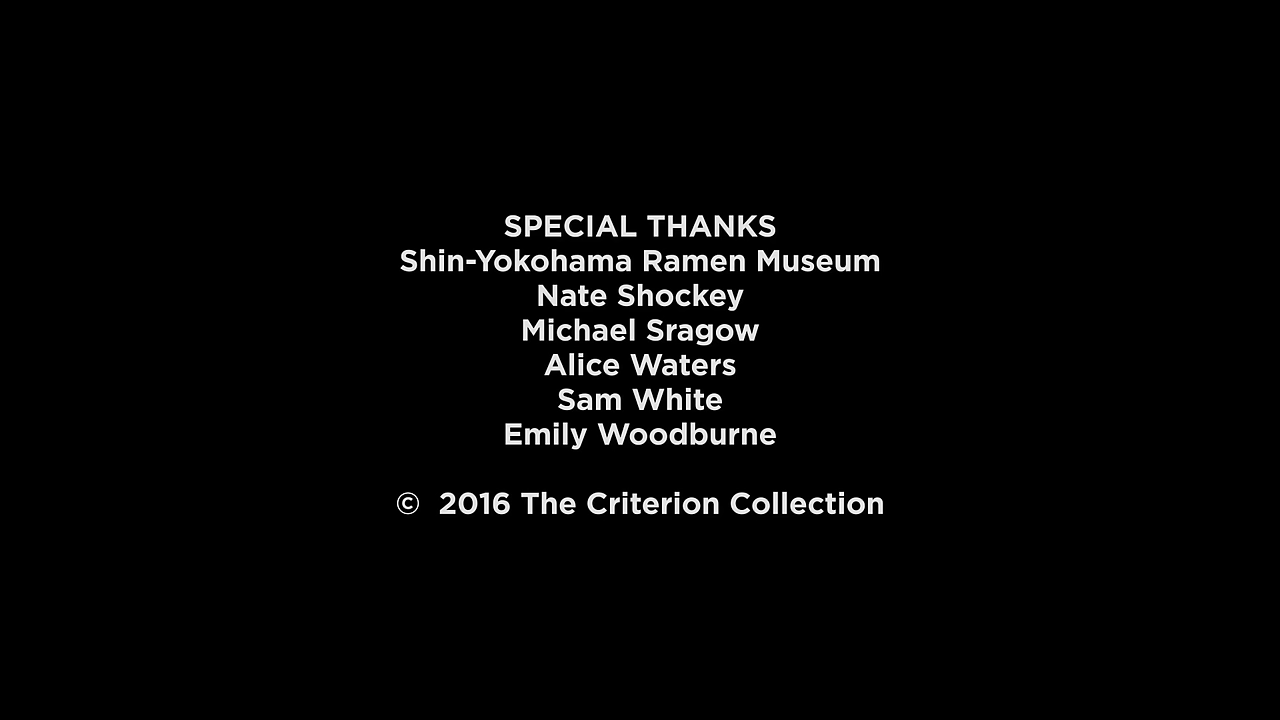 SPECIAL THANKS
Shin-Yokohama Ramen Museum
Nate Shockey
Michael Sragow
Alice Waters
Sam White
Emily Woodburne
© 2016 The Criterion Collection